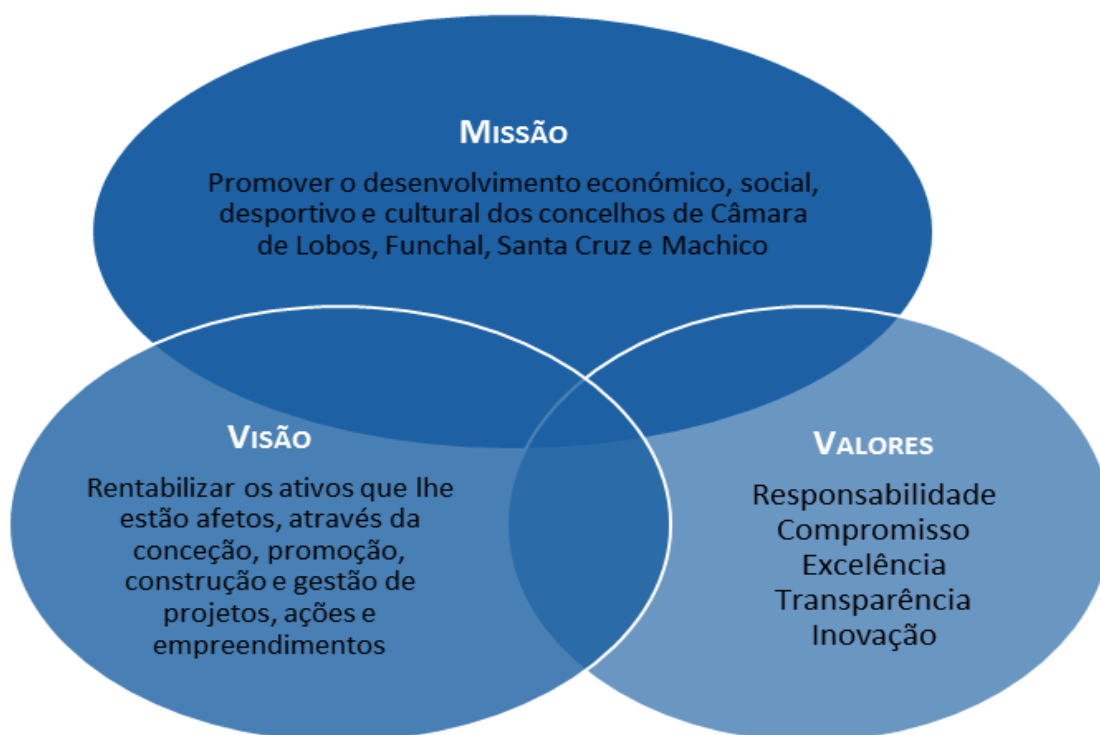 MISSÃO
Promover o desenvolvimento económico, social,
desportivo e cultural dos concelhos de Câmara
de Lobos, Funchal, Santa Cruz e Machico
VISÃO
Rentabilizar os ativos que lhe
estão afetos, através da
conceção, promoção,
construção e gestão de
projetos, ações e
empreendimentos
VALORES
Responsabilidade
Compromisso
Excelência
Transparência
Inovação